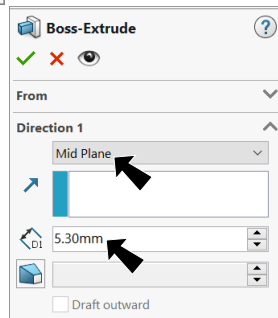 Boss-Extrude
?
From
Direction 1
Mid Plane
D1
5.30mm
Draft outward